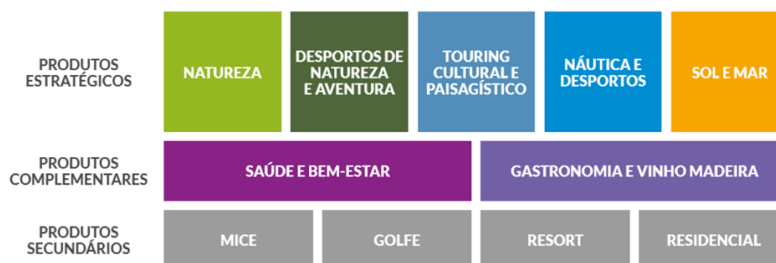 PRODUTOS
ESTRATÉGICOS
NATUREZA
DESPORTOS DE
NATUREZA
E AVENTURA
TOURING
CULTURAL E
PAISAGÍSTICO
NÁUTICA E
DESPORTOS
SOL E MAR
PRODUTOS
COMPLEMENTARES
SAÚDE E BEM-ESTAR
GASTRONOMIA E VINHO MADEIRA
PRODUTOS
SECUNDÁRIOS
MICE
GOLFE
RESORT
RESIDENCIAL